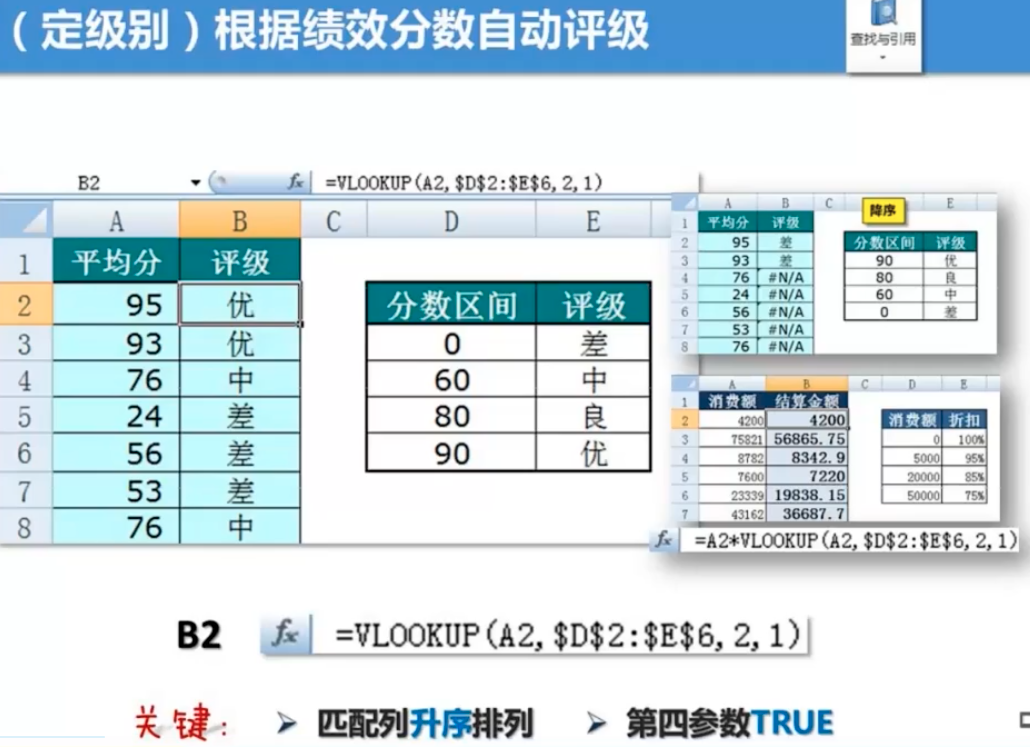 （定级别）根据绩效分数自动评级
查找与引用
B2 fx =VLOOKUP(A2,$D$2:$E$6,2,1)
A B C D E
1 平均分 评级
2 95 优 分数区间 评级
3 93 优 0 差
4 76 中 60 中
5 24 差 80 良
6 56 差 90 优
7 53 差
8 76 中
A B C E
降序
1 平均分 评级
2 95 差 分数区间 评级
3 93 差 90 优
4 76 #N/A 80 良
5 24 #N/A 60 中
6 56 #N/A 0 差
7 53 #N/A
8 76 #N/A
A B C D E
1 消费额 结算金额
2 4200 4200 消费额 折扣
3 75821 56865.75 0 100%
4 8782 8342.9 5000 95%
5 7600 7220 20000 85%
6 23339 19838.15 50000 75%
7 43162 36687.7
fx =A2*VLOOKUP(A2,$D$2:$E$6,2,1)
B2 fx =VLOOKUP(A2,$D$2:$E$6,2,1)
关键： ➢ 匹配列升序排列 ➢ 第四参数TRUE